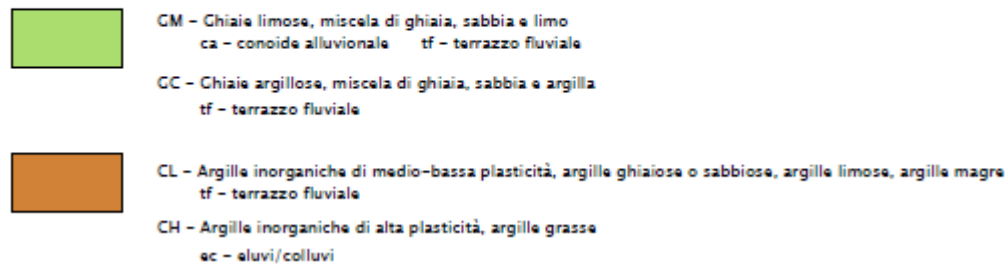 GM - Ghiaie limose, miscela di ghiaia, sabbia e limo
ca - conoide alluvionale tf - terrazzo fluviale
GC - Ghiaie argillose, miscela di ghiaia, sabbia e argilla
tf - terrazzo fluviale
CL - Argille inorganiche di medio-bassa plasticità, argille ghiaiose o sabbiose, argille limose, argille magre
tf - terrazzo fluviale
CH - Argille inorganiche di alta plasticità, argille grasse
ec - eluvi/colluvi